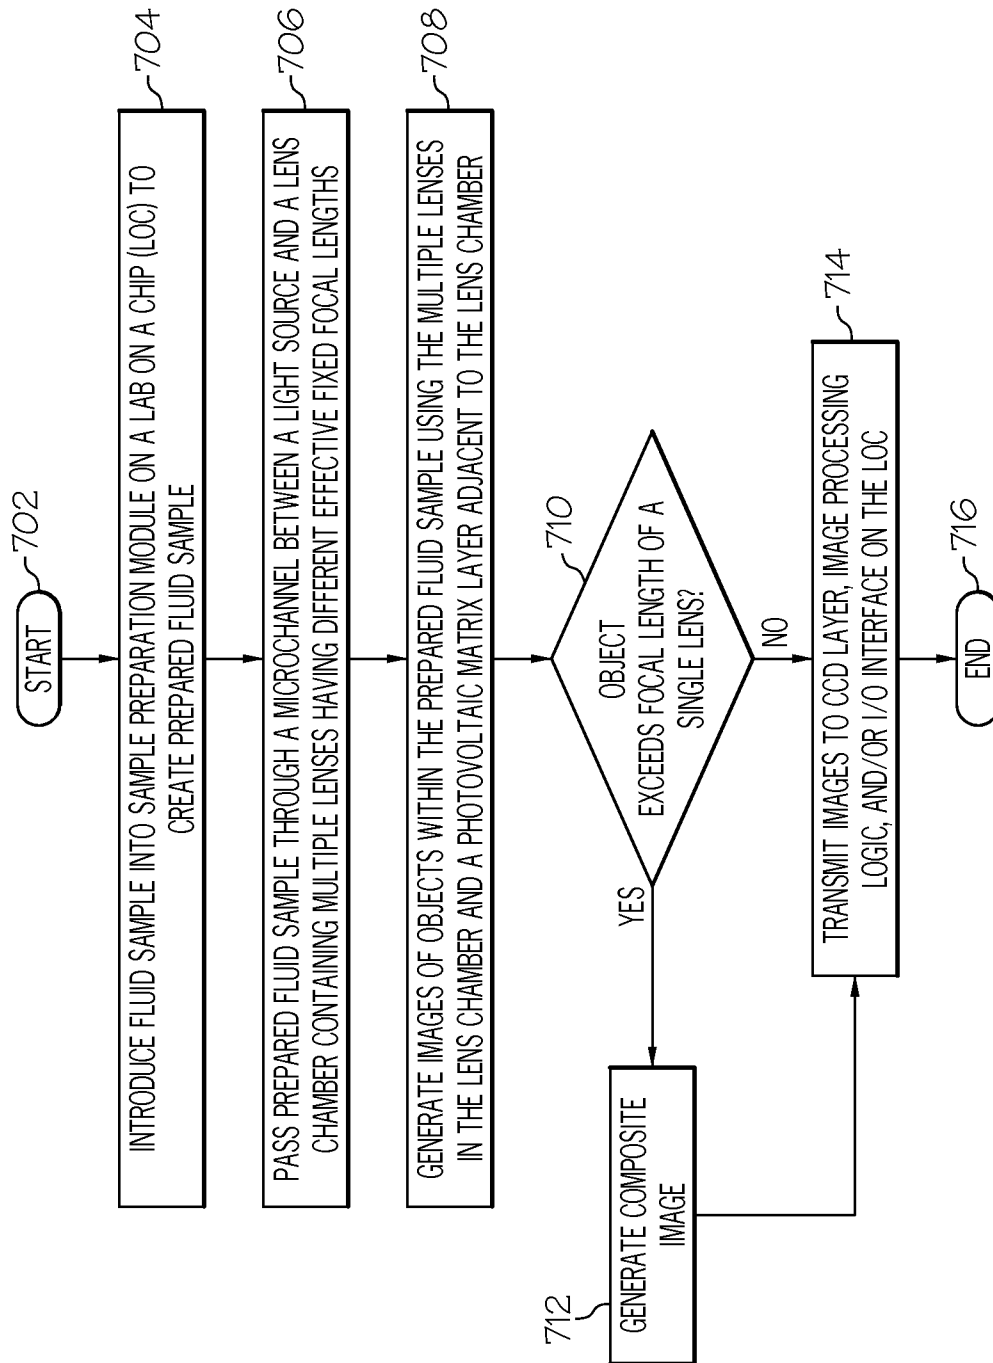 START
702
INTRODUCE FLUID SAMPLE INTO SAMPLE PREPARATION MODULE ON A LAB ON A CHIP (LOC) TO
CREATE PREPARED FLUID SAMPLE
704
PASS PREPARED FLUID SAMPLE THROUGH A MICROCHANNEL BETWEEN A LIGHT SOURCE AND A LENS
CHAMBER CONTAINING MULTIPLE LENSES HAVING DIFFERENT EFFECTIVE FIXED FOCAL LENGTHS
706
GENERATE IMAGES OF OBJECTS WITHIN THE PREPARED FLUID SAMPLE USING THE MULTIPLE LENSES
IN THE LENS CHAMBER AND A PHOTOVOLTAIC MATRIX LAYER ADJACENT TO THE LENS CHAMBER
708
OBJECT
EXCEEDS FOCAL LENGTH OF A
SINGLE LENS?
710
YES
NO
712
GENERATE COMPOSITE
IMAGE
TRANSMIT IMAGES TO CCD LAYER, IMAGE PROCESSING
LOGIC, AND/OR I/O INTERFACE ON THE LOC
714
END
716